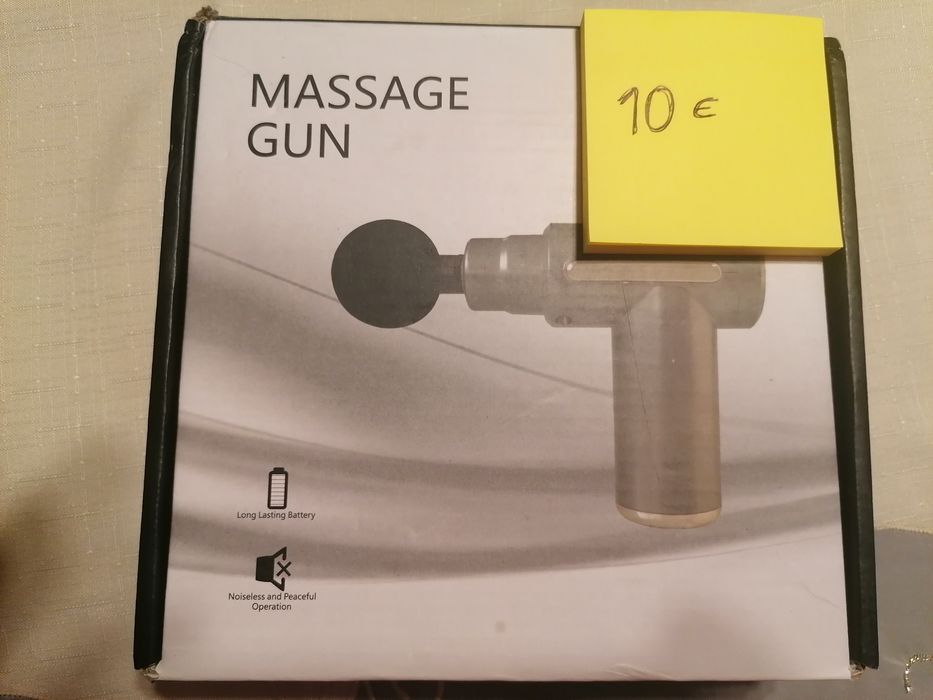 MASSAGE
GUN
10 €
Long Lasting Battery
Noiseless and Peaceful
Operation